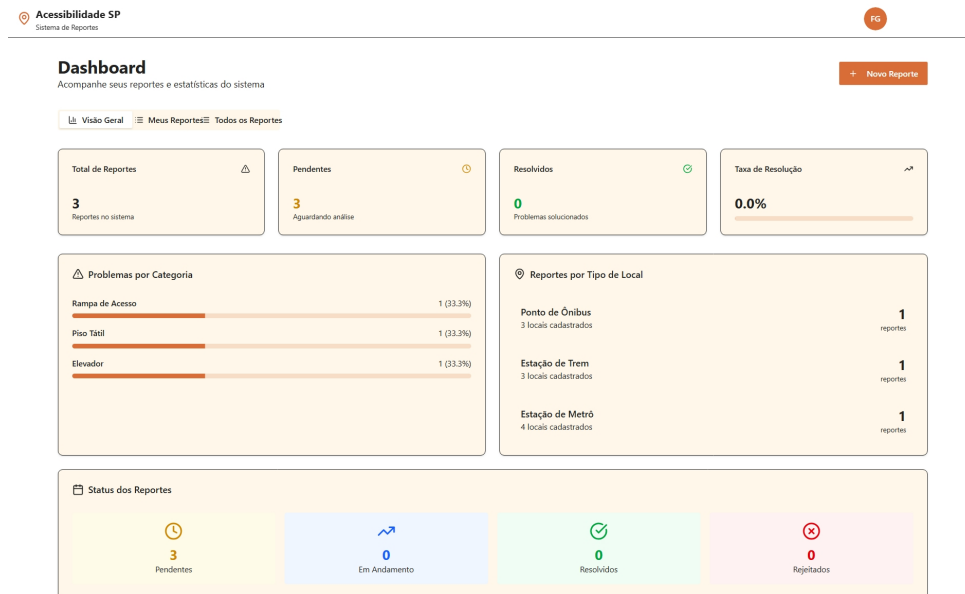 Acessibilidade SP
Sistema de Reportes
FG
Dashboard
Acompanhe seus reportes e estatísticas do sistema
+ Novo Reporte
Visão Geral
Meus Reportes
Todos os Reportes
Total de Reportes
3
Reportes no sistema
Pendentes
3
Aguardando análise
Resolvidos
0
Problemas solucionados
Taxa de Resolução
0.0%
Problemas por Categoria
Rampa de Acesso 1 (33.3%)
Piso Tátil 1 (33.3%)
Elevador 1 (33.3%)
Reportes por Tipo de Local
Ponto de Ônibus
3 locais cadastrados
1
reportes
Estação de Trem
3 locais cadastrados
1
reportes
Estação de Metrô
4 locais cadastrados
1
reportes
Status dos Reportes
3
Pendentes
0
Em Andamento
0
Resolvidos
0
Rejeitados